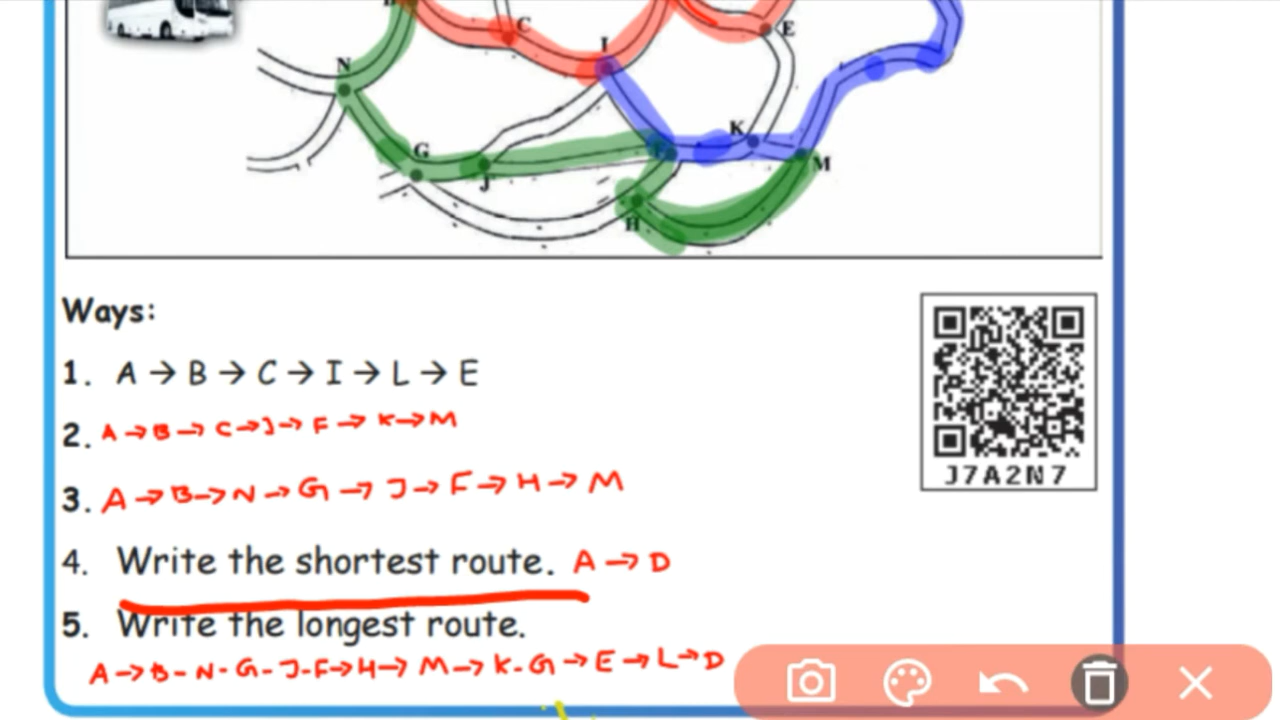 C
I
E
N
K
G
M
J
H
Ways:
1. A → B → C → I → L → E
2. A → B → C → J → F → K → M
3. A → B → N → G → J → F → H → M
4. Write the shortest route. A → D
5. Write the longest route.
A → B - N - G - J - F → H → M → K - G → E → L → D
J7A2N7